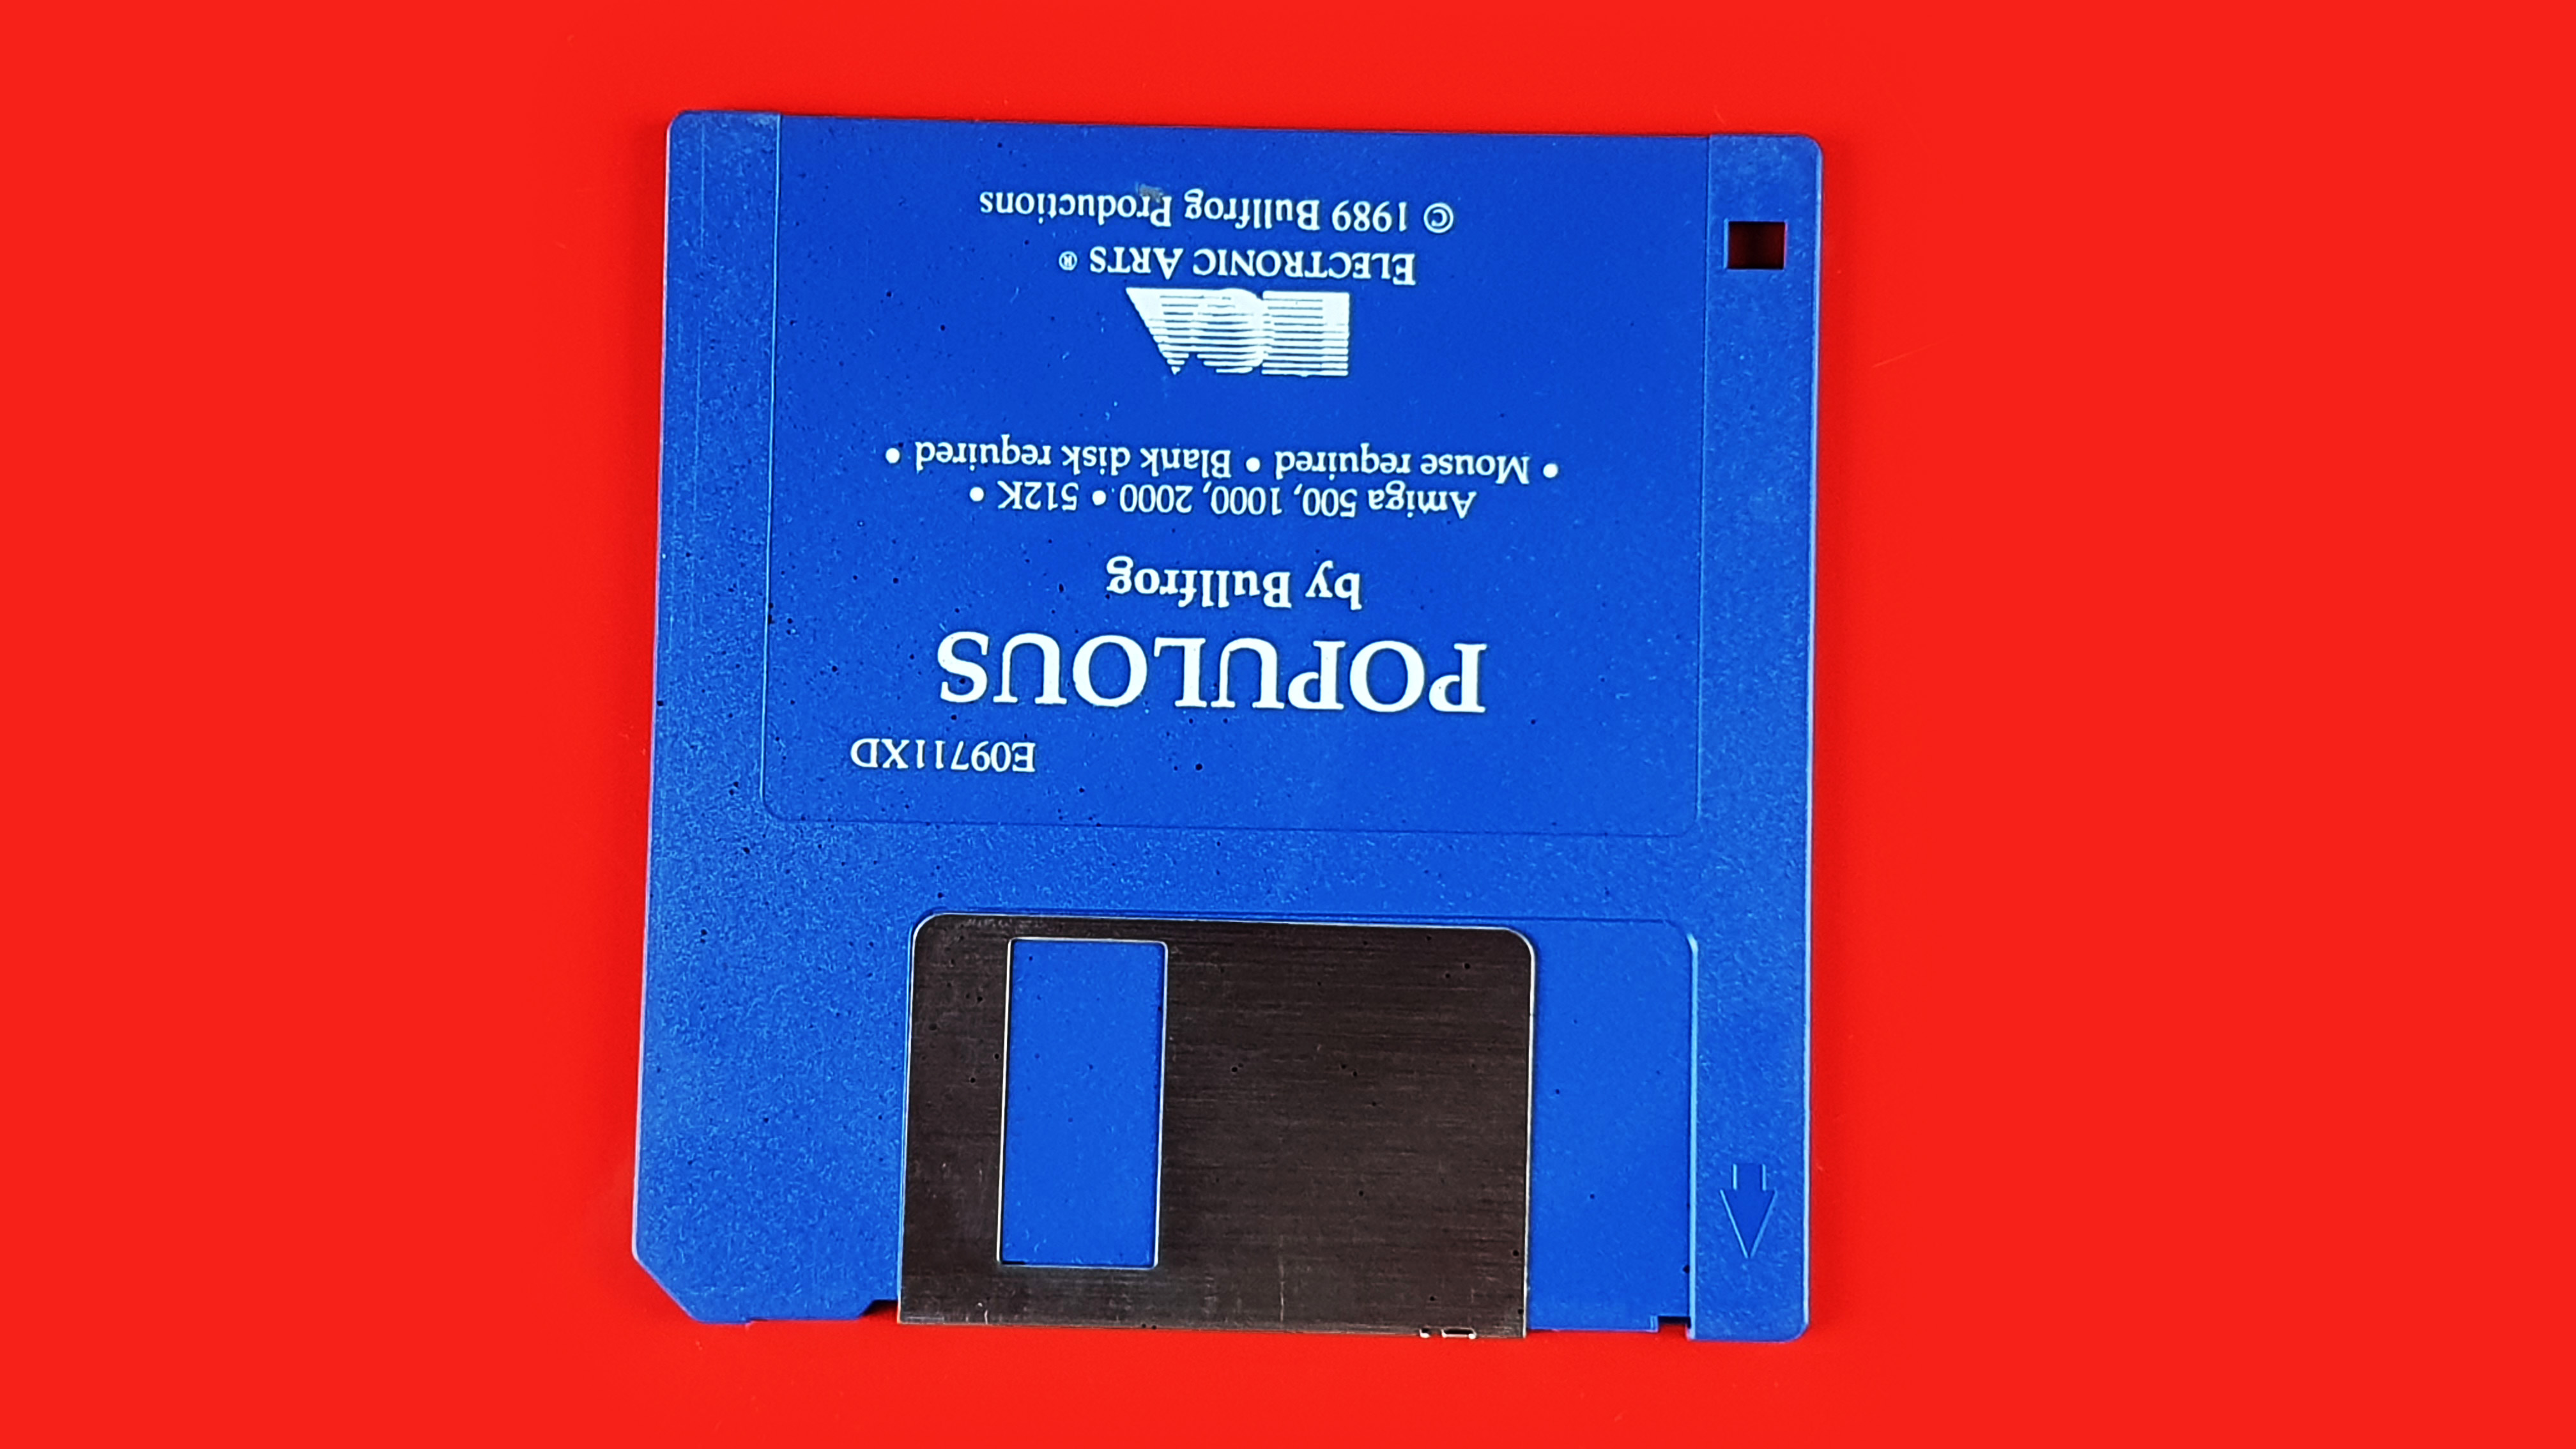 E09711XD
POPULOUS
by Bullfrog
Amiga 500, 1000, 2000 • 512K •
• Mouse required • Blank disk required •
EA
ELECTRONIC ARTS ®
© 1989 Bullfrog Productions